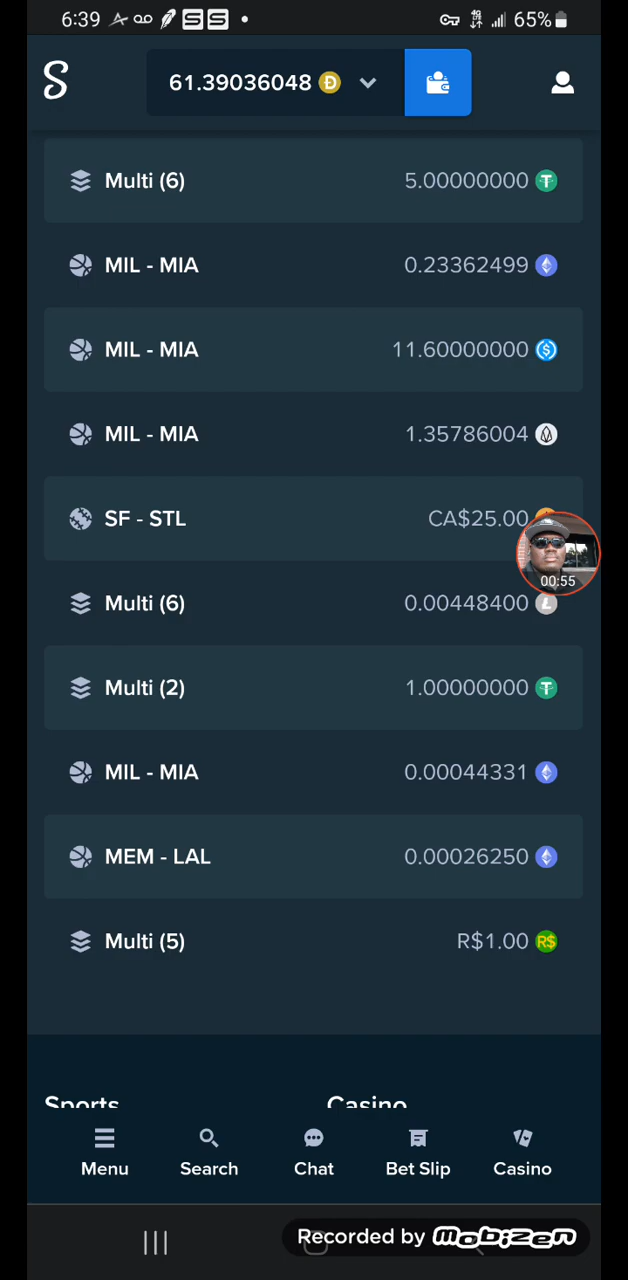 6:39 65%
61.39036048
Multi (6) 5.00000000
MIL - MIA 0.23362499
MIL - MIA 11.60000000
MIL - MIA 1.35786004
SF - STL CA$25.00
00:55
Multi (6) 0.00448400
Multi (2) 1.00000000
MIL - MIA 0.00044331
MEM - LAL 0.00026250
Multi (5) R$1.00 R$
Sports Casino
Menu Search Chat Bet Slip Casino
Recorded by MOBIZEN